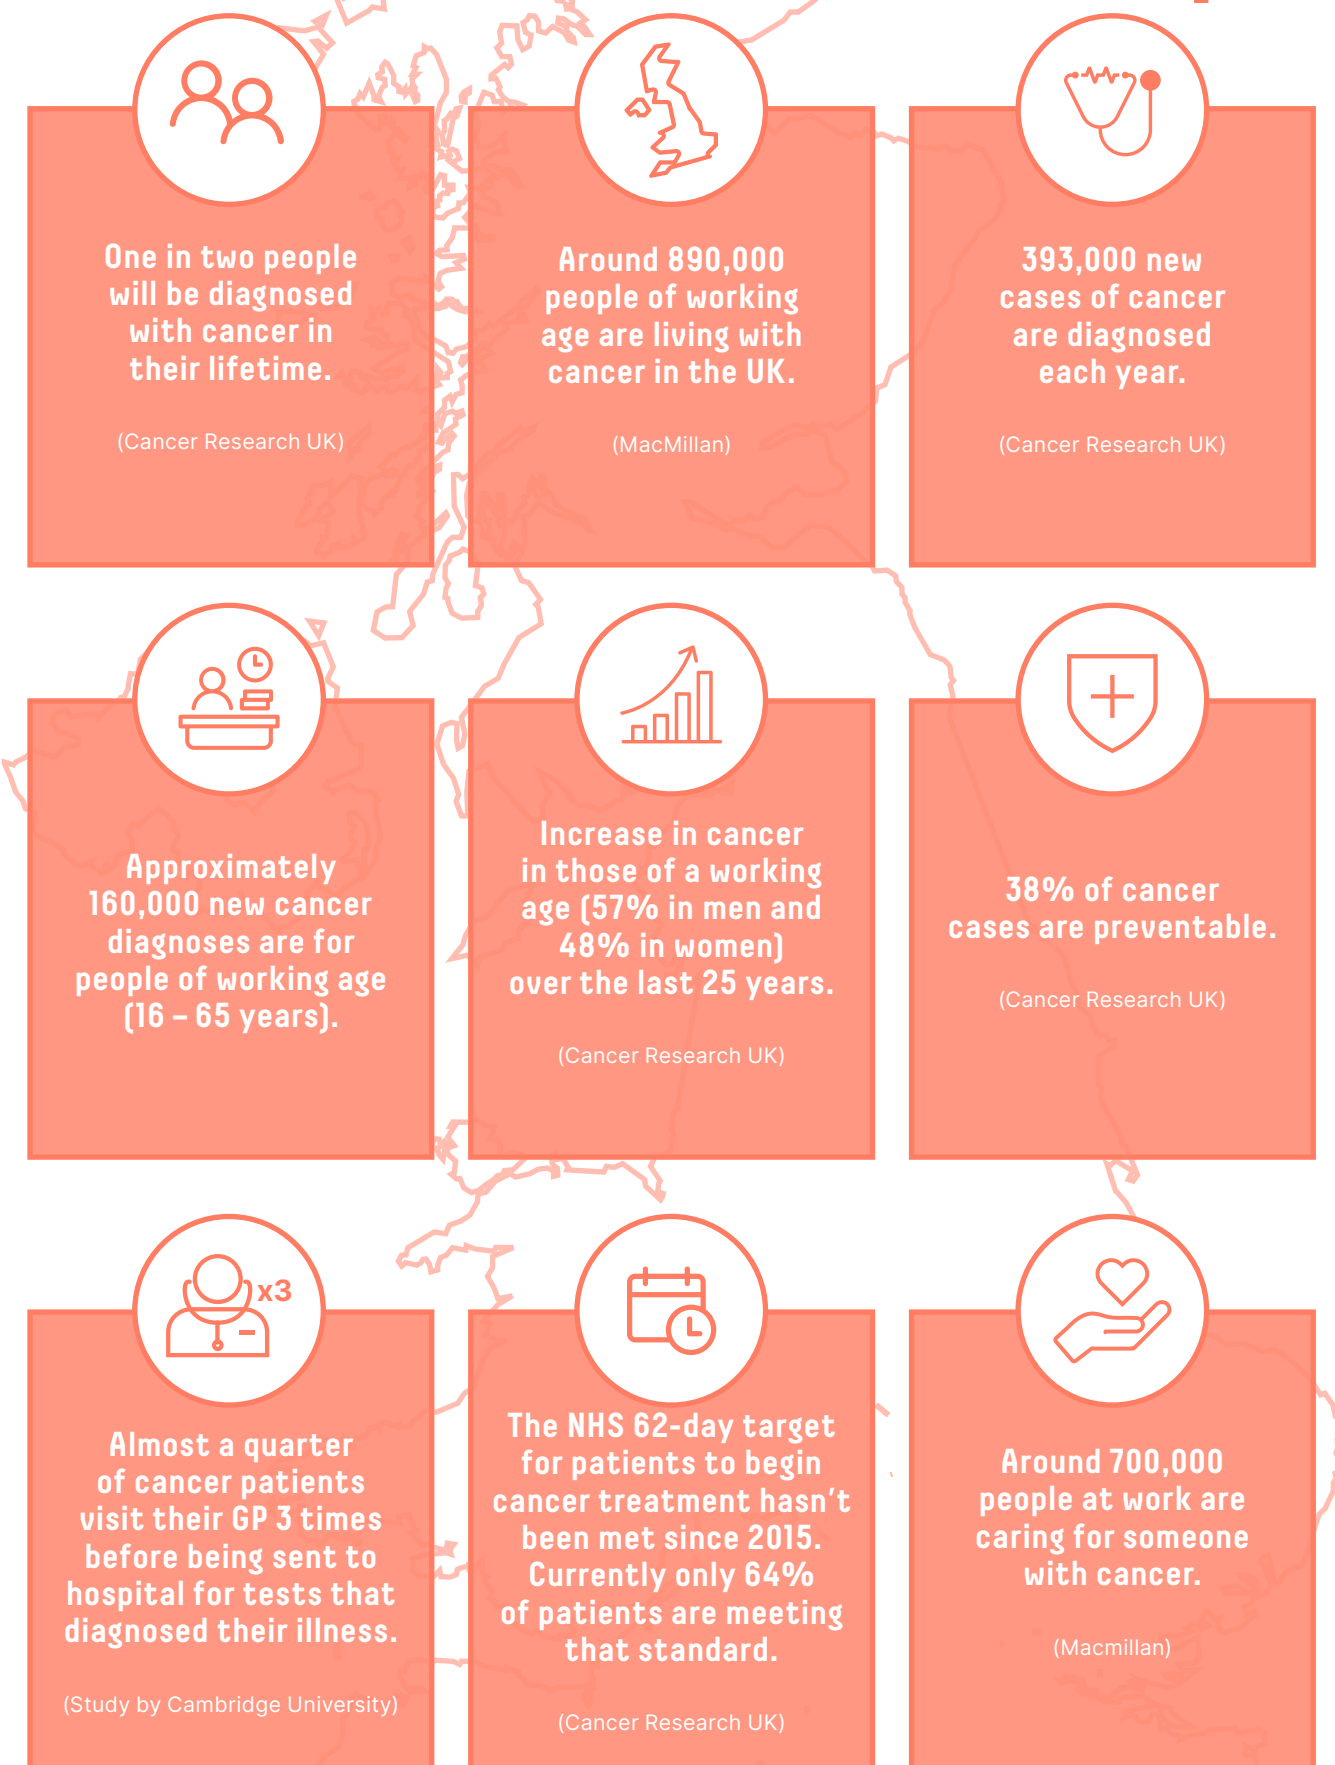 One in two people
will be diagnosed
with cancer in
their lifetime.
(Cancer Research UK)
Around 890,000
people of working
age are living with
cancer in the UK.
(MacMillan)
393,000 new
cases of cancer
are diagnosed
each year.
(Cancer Research UK)
Approximately
160,000 new cancer
diagnoses are for
people of working age
(16 – 65 years).
Increase in cancer
in those of a working
age (57% in men and
48% in women)
over the last 25 years.
(Cancer Research UK)
38% of cancer
cases are preventable.
(Cancer Research UK)
x3
Almost a quarter
of cancer patients
visit their GP 3 times
before being sent to
hospital for tests that
diagnosed their illness.
(Study by Cambridge University)
The NHS 62-day target
for patients to begin
cancer treatment hasn't
been met since 2015.
Currently only 64%
of patients are meeting
that standard.
(Cancer Research UK)
Around 700,000
people at work are
caring for someone
with cancer.
(Macmillan)